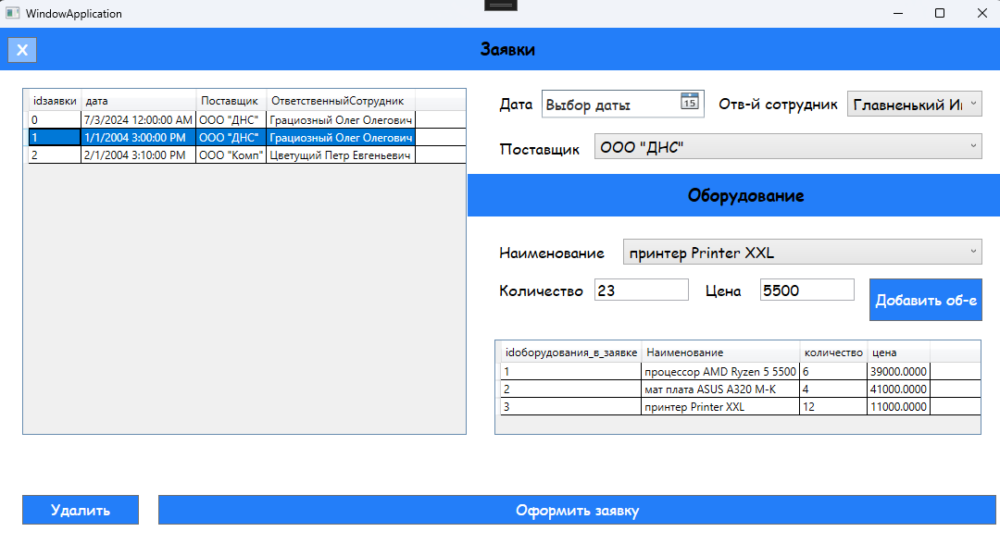 WindowApplication
X
Заявки
idзаявки дата Поставщик ОтветственныйСотрудник
0 7/3/2024 12:00:00 AM ООО "ДНС" Грациозный Олег Олегович
1 1/1/2004 3:00:00 PM ООО "ДНС" Грациозный Олег Олегович
2 2/1/2004 3:10:00 PM ООО "Комп" Цветущий Петр Евгеньевич
Дата Выбор даты 15 Отв-й сотрудник Главненький И
Поставщик ООО "ДНС"
Оборудование
Наименование принтер Printer XXL
Количество 23 Цена 5500 Добавить об-е
idоборудования_в_заявке Наименование количество цена
1 процессор AMD Ryzen 5 5500 6 39000.0000
2 мат плата ASUS A320 M-K 4 41000.0000
3 принтер Printer XXL 12 11000.0000
Удалить Оформить заявку